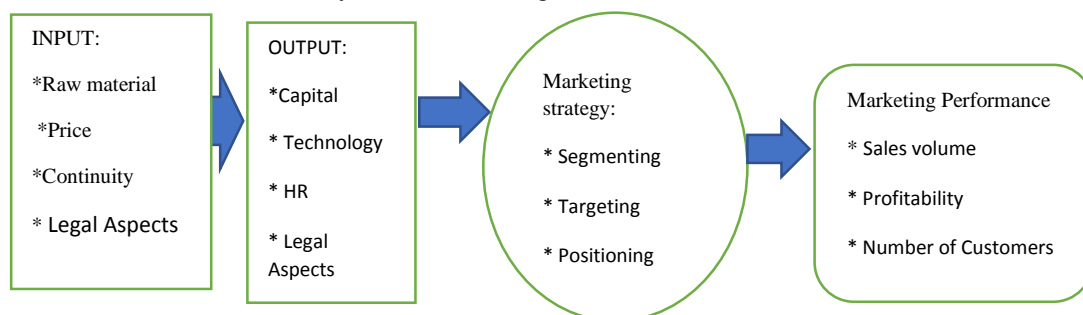 INPUT:
*Raw material
*Price
*Continuity
* Legal Aspects
OUTPUT:
*Capital
* Technology
* HR
* Legal
Aspects
Marketing
strategy:
* Segmenting
* Targeting
* Positioning
Marketing Performance
* Sales volume
* Profitability
* Number of Customers